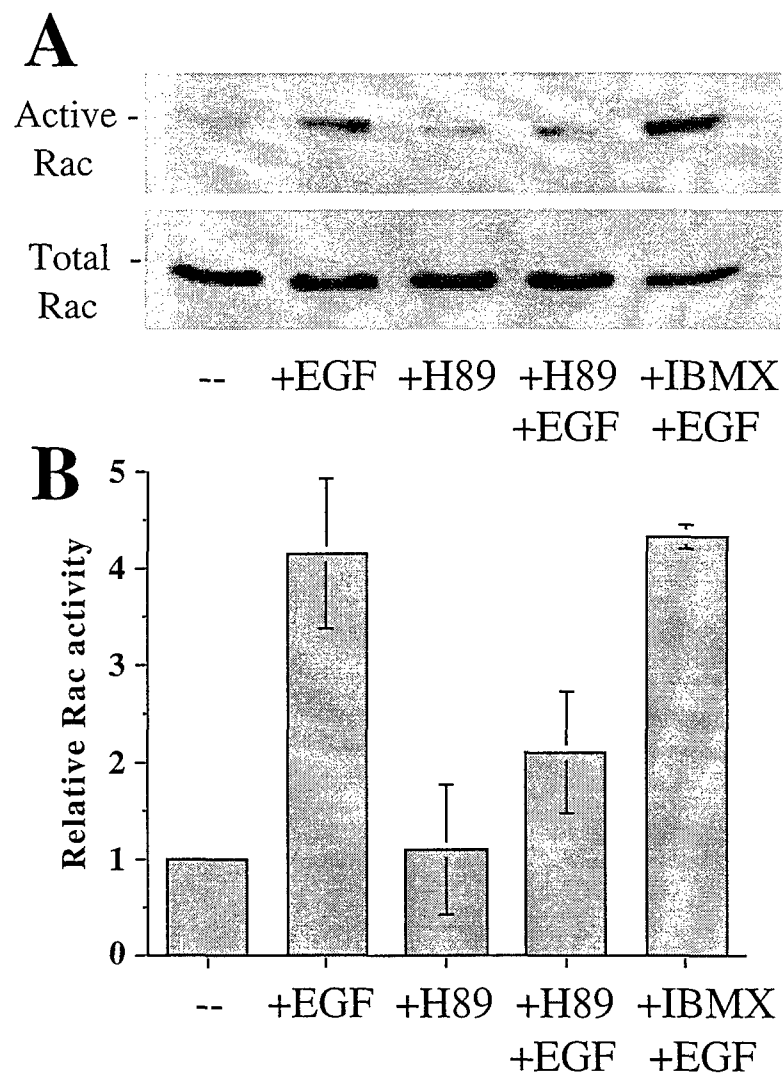 A
Active -
Rac
Total -
Rac
-- +EGF +H89 +H89 +IBMX
+EGF +EGF
B
Relative Rac activity
5
4
3
2
1
0
-- +EGF +H89 +H89 +IBMX
+EGF +EGF